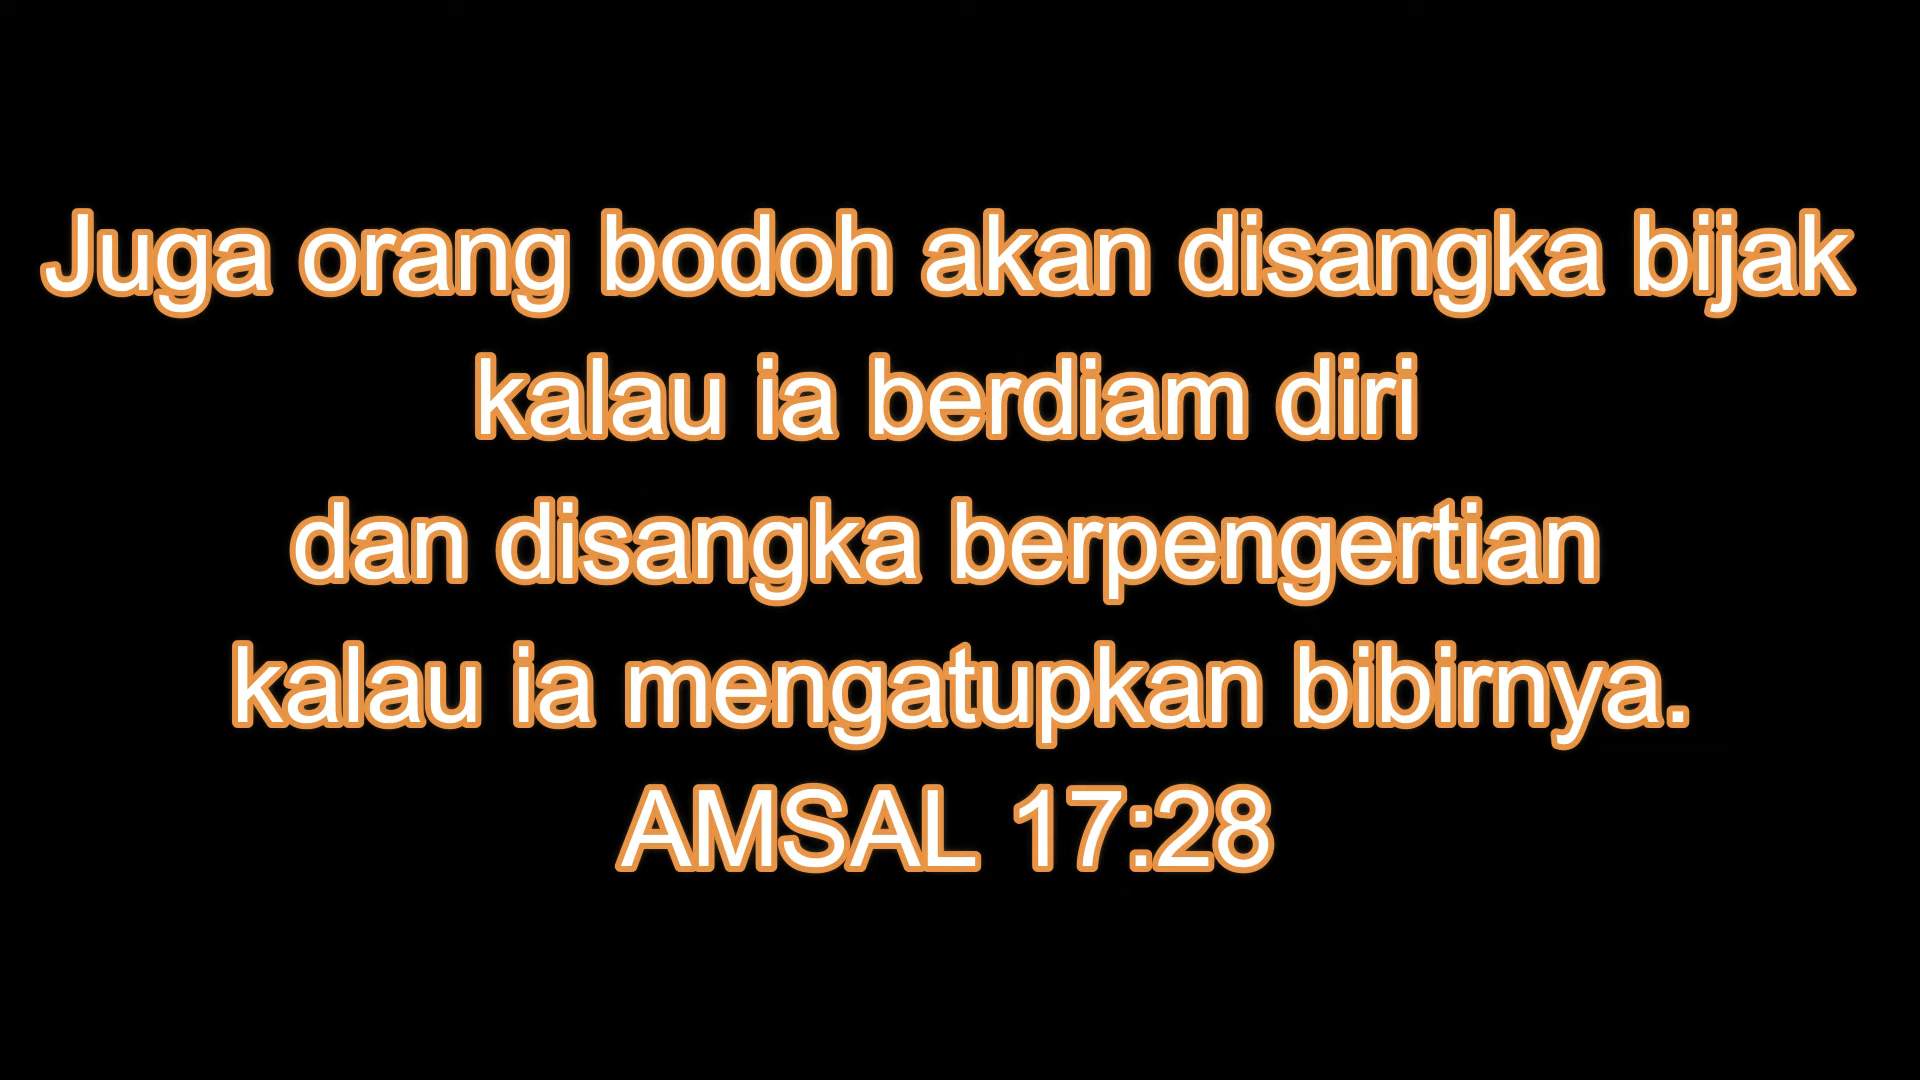 Juga orang bodoh akan disangka bijak
kalau ia berdiam diri
dan disangka berpengertian
kalau ia mengatupkan bibirnya.
AMSAL 17:28